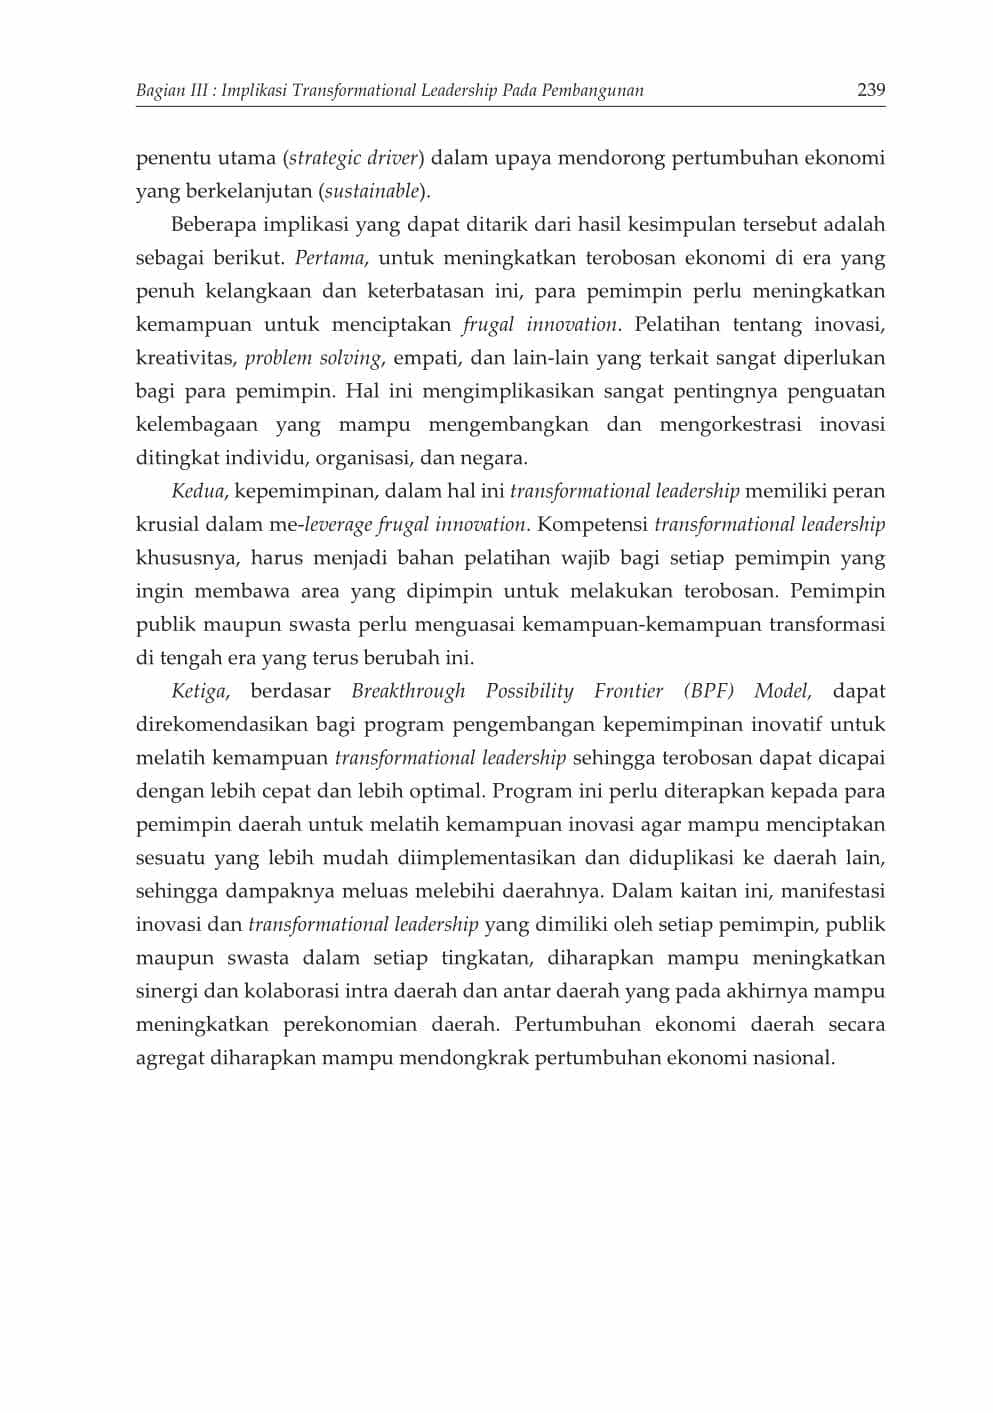 Bagian III : Implikasi Transformational Leadership Pada Pembangunan 239
penentu utama (strategic driver) dalam upaya mendorong pertumbuhan ekonomi
yang berkelanjutan (sustainable).
Beberapa implikasi yang dapat ditarik dari hasil kesimpulan tersebut adalah
sebagai berikut. Pertama, untuk meningkatkan terobosan ekonomi di era yang
penuh kelangkaan dan keterbatasan ini, para pemimpin perlu meningkatkan
kemampuan untuk menciptakan frugal innovation. Pelatihan tentang inovasi,
kreativitas, problem solving, empati, dan lain-lain yang terkait sangat diperlukan
bagi para pemimpin. Hal ini mengimplikasikan sangat pentingnya penguatan
kelembagaan yang mampu mengembangkan dan mengorkestrasi inovasi
ditingkat individu, organisasi, dan negara.
Kedua, kepemimpinan, dalam hal ini transformational leadership memiliki peran
krusial dalam me-leverage frugal innovation. Kompetensi transformational leadership
khususnya, harus menjadi bahan pelatihan wajib bagi setiap pemimpin yang
ingin membawa area yang dipimpin untuk melakukan terobosan. Pemimpin
publik maupun swasta perlu menguasai kemampuan-kemampuan transformasi
di tengah era yang terus berubah ini.
Ketiga, berdasar Breakthrough Possibility Frontier (BPF) Model, dapat
direkomendasikan bagi program pengembangan kepemimpinan inovatif untuk
melatih kemampuan transformational leadership sehingga terobosan dapat dicapai
dengan lebih cepat dan lebih optimal. Program ini perlu diterapkan kepada para
pemimpin daerah untuk melatih kemampuan inovasi agar mampu menciptakan
sesuatu yang lebih mudah diimplementasikan dan diduplikasi ke daerah lain,
sehingga dampaknya meluas melebihi daerahnya. Dalam kaitan ini, manifestasi
inovasi dan transformational leadership yang dimiliki oleh setiap pemimpin, publik
maupun swasta dalam setiap tingkatan, diharapkan mampu meningkatkan
sinergi dan kolaborasi intra daerah dan antar daerah yang pada akhirnya mampu
meningkatkan perekonomian daerah. Pertumbuhan ekonomi daerah secara
agregat diharapkan mampu mendongkrak pertumbuhan ekonomi nasional.